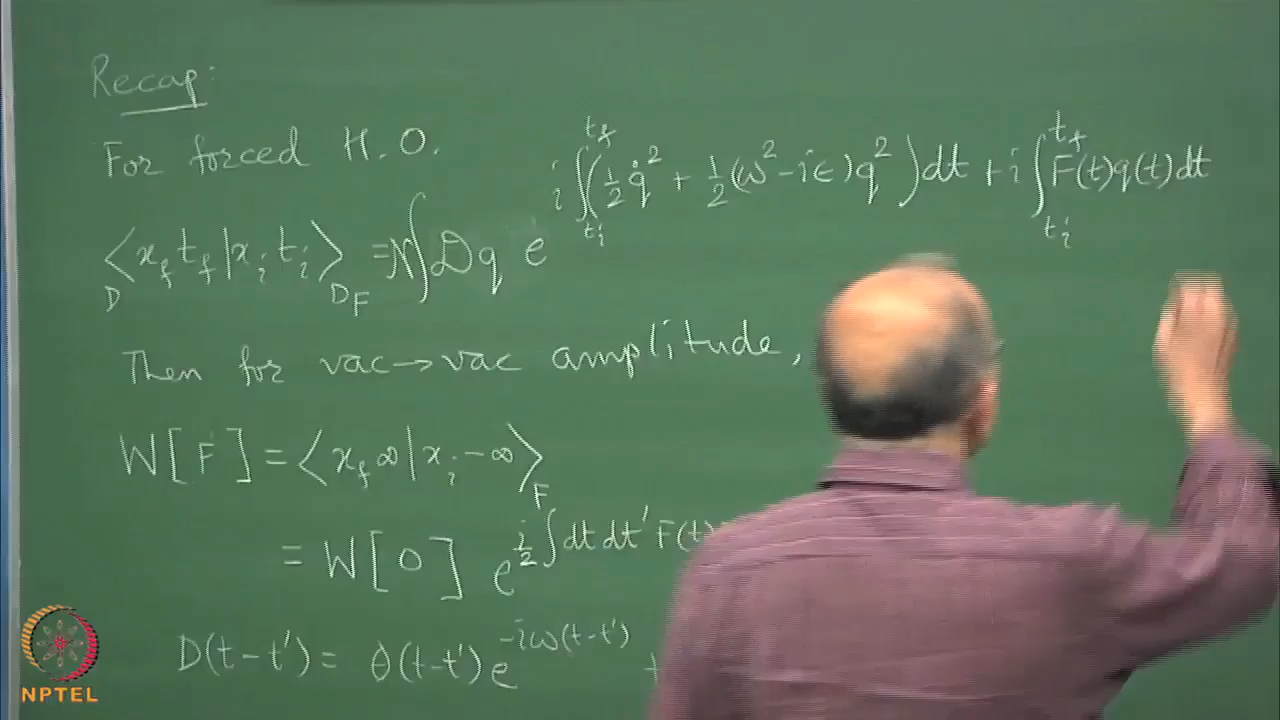 Recap:
For forced H.O.
⟨x_f t_f | x_i t_i⟩_{D_F} = N∫Dq e^{i∫_{t_i}^{t_f}(½ q̇² + ½(ω² - iϵ)q²)dt + i∫_{t_i}^{t_f} F(t)q(t)dt}
D
Then for vac → vac amplitude,
W[F] = ⟨x_f ∞ | x_i -∞⟩_F
= W[0] e^{i/2 ∫dt dt' F(t)
D(t-t') = θ(t-t') e^{-iω(t-t')} +
NPTEL